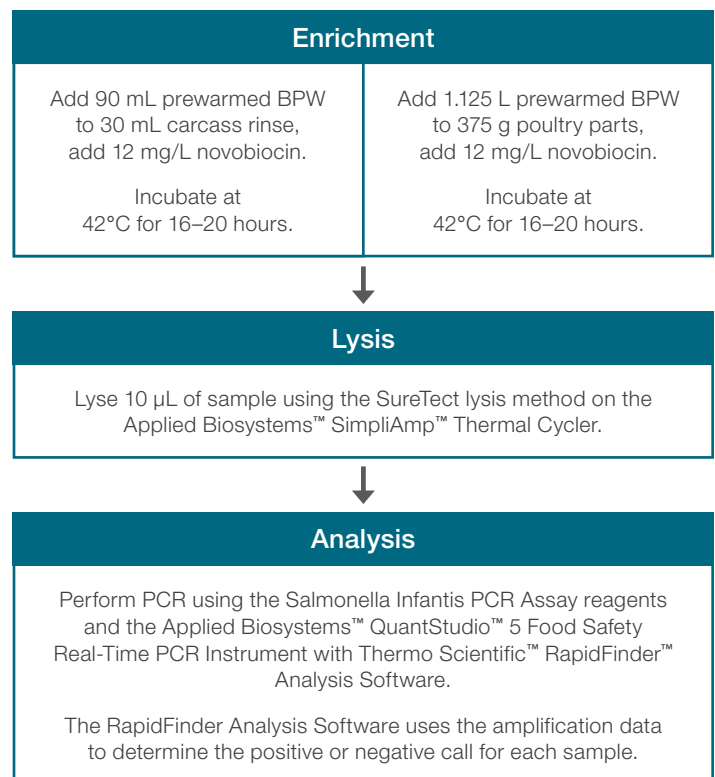 Enrichment
Add 90 mL prewarmed BPW
to 30 mL carcass rinse,
add 12 mg/L novobiocin.
Incubate at
42°C for 16–20 hours.
Add 1.125 L prewarmed BPW
to 375 g poultry parts,
add 12 mg/L novobiocin.
Incubate at
42°C for 16–20 hours.
Lysis
Lyse 10 µL of sample using the SureTect lysis method on the
Applied Biosystems™ SimpliAmp™ Thermal Cycler.
Analysis
Perform PCR using the Salmonella Infantis PCR Assay reagents
and the Applied Biosystems™ QuantStudio™ 5 Food Safety
Real-Time PCR Instrument with Thermo Scientific™ RapidFinder™
Analysis Software.
The RapidFinder Analysis Software uses the amplification data
to determine the positive or negative call for each sample.